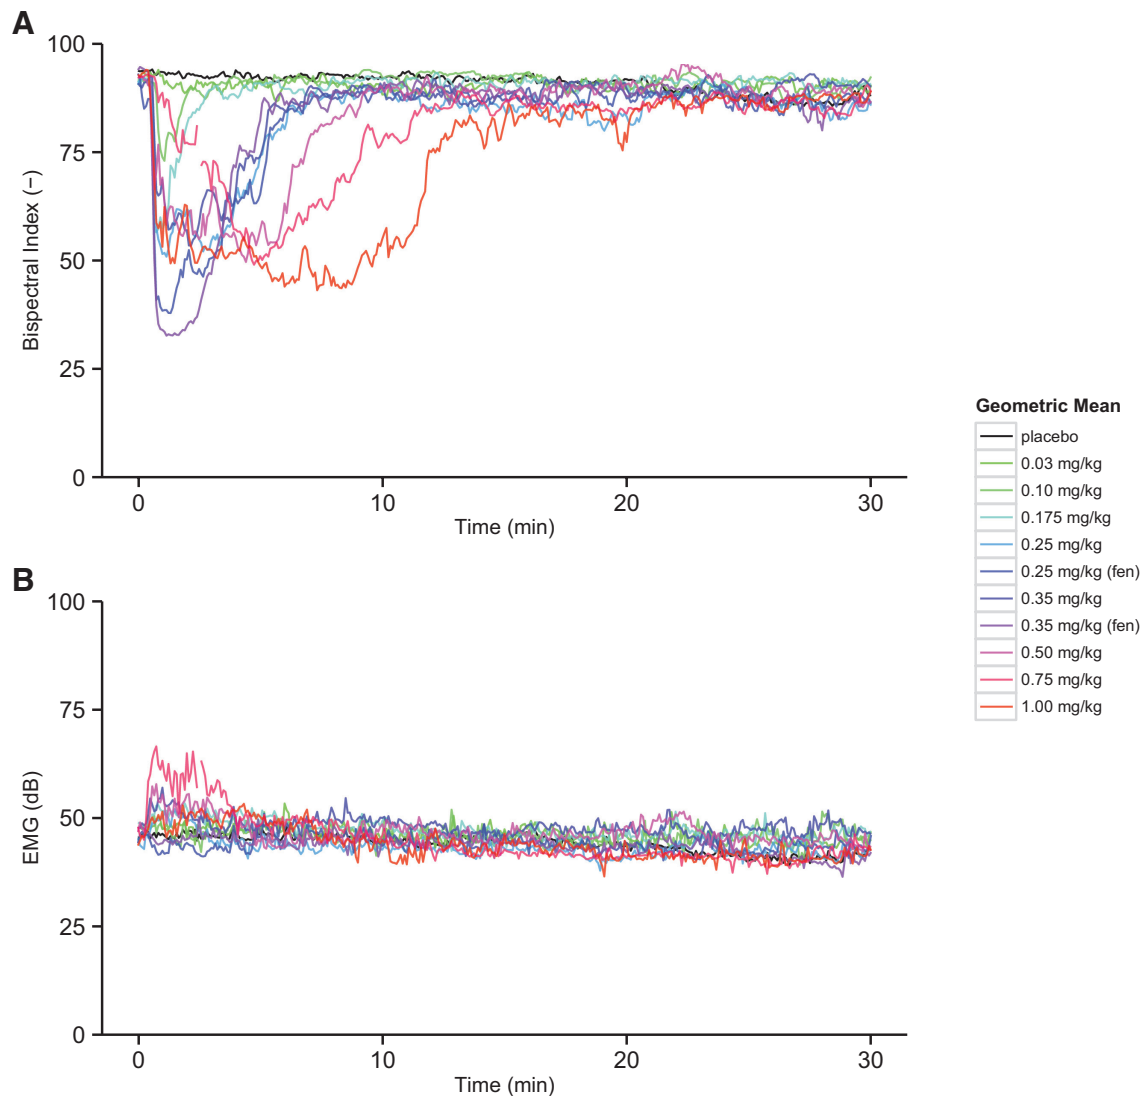 A
100
75
50
25
0
Bispectral Index (–)
0 10 20 30
Time (min)
Geometric Mean
placebo
0.03 mg/kg
0.10 mg/kg
0.175 mg/kg
0.25 mg/kg
0.25 mg/kg (fen)
0.35 mg/kg
0.35 mg/kg (fen)
0.50 mg/kg
0.75 mg/kg
1.00 mg/kg
B
100
75
50
25
0
EMG (dB)
0 10 20 30
Time (min)